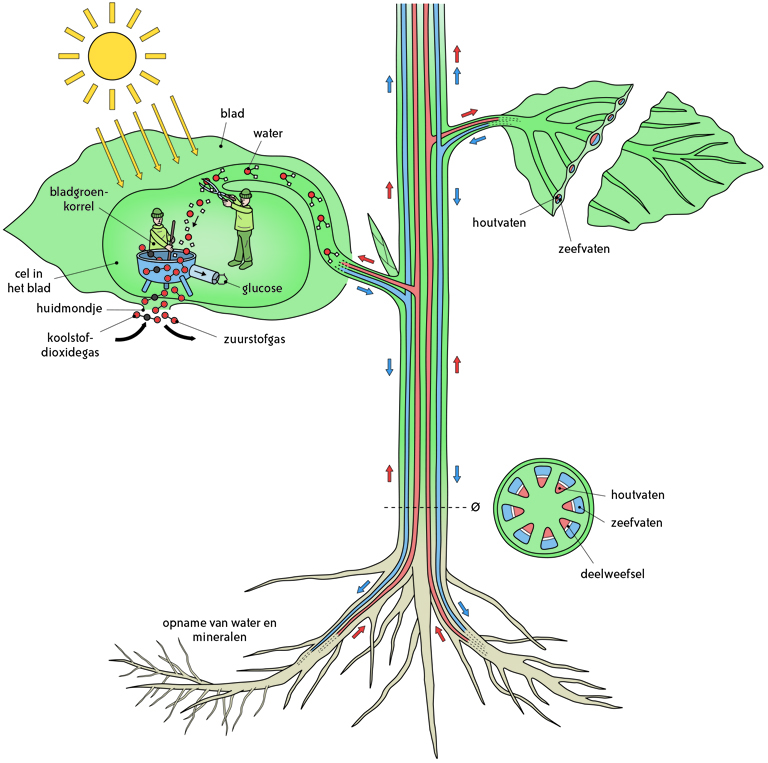 blad
water
bladgroen-
korrel
cel in
het blad
huidmondje
koolstof-
dioxidegas
glucose
zuurstofgas
houtvaten
zeefvaten
ø
houtvaten
zeefvaten
deelweefsel
opname van water en
mineralen